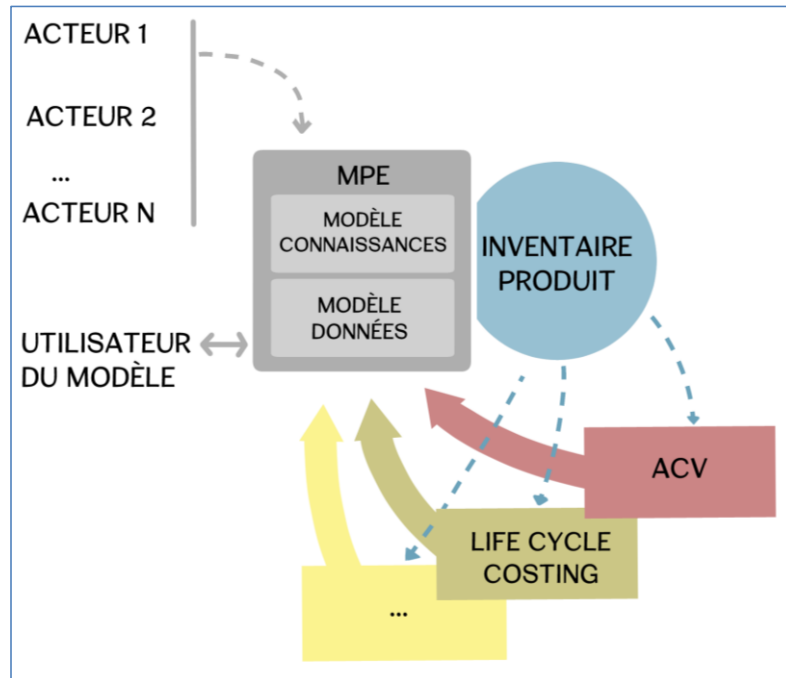 ACTEUR 1
ACTEUR 2
...
ACTEUR N
UTILISATEUR
DU MODÈLE
MPE
MODÈLE
CONNAISSANCES
MODÈLE
DONNÉES
INVENTAIRE
PRODUIT
ACV
LIFE CYCLE
COSTING
...